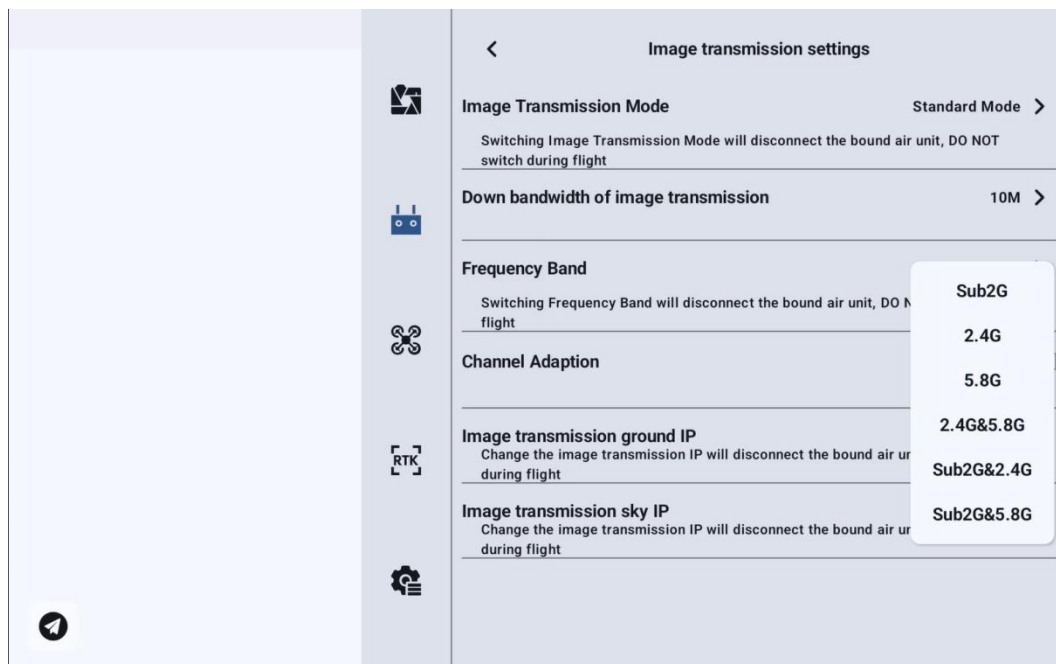 Image transmission settings
Image Transmission Mode Standard Mode
Switching Image Transmission Mode will disconnect the bound air unit, DO NOT
switch during flight
Down bandwidth of image transmission 10M
Frequency Band
Sub2G
Switching Frequency Band will disconnect the bound air unit, DO
flight
2.4G
Channel Adaption
5.8G
2.4G&5.8G
Image transmission ground IP
Change the image transmission IP will disconnect the bound air
during flight
Sub2G&2.4G
RTK
Image transmission sky IP
Sub2G&5.8G
Change the image transmission IP will disconnect the bound air
during flight